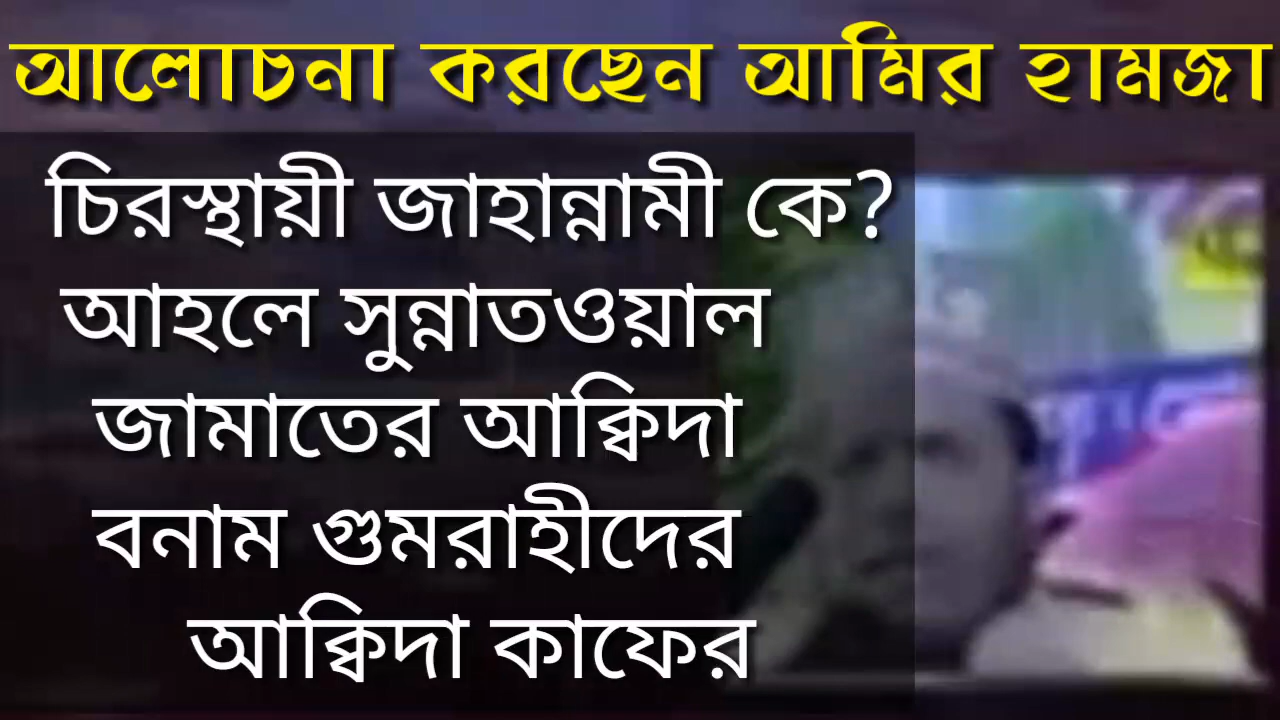 আলোচনা করছেন আমির হামজা
চিরস্থায়ী জাহান্নামী কে?
আহলে সুন্নাতওয়াল
জামাতের আক্বিদা
বনাম গুমরাহীদের
আক্বিদা কাফের